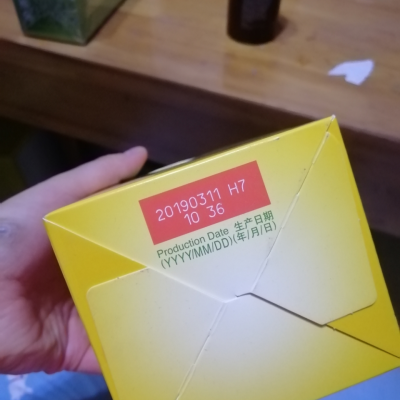 20190311 H7
10 36
Production Date 生产日期
(YYYY/MM/DD)(年/月/日)